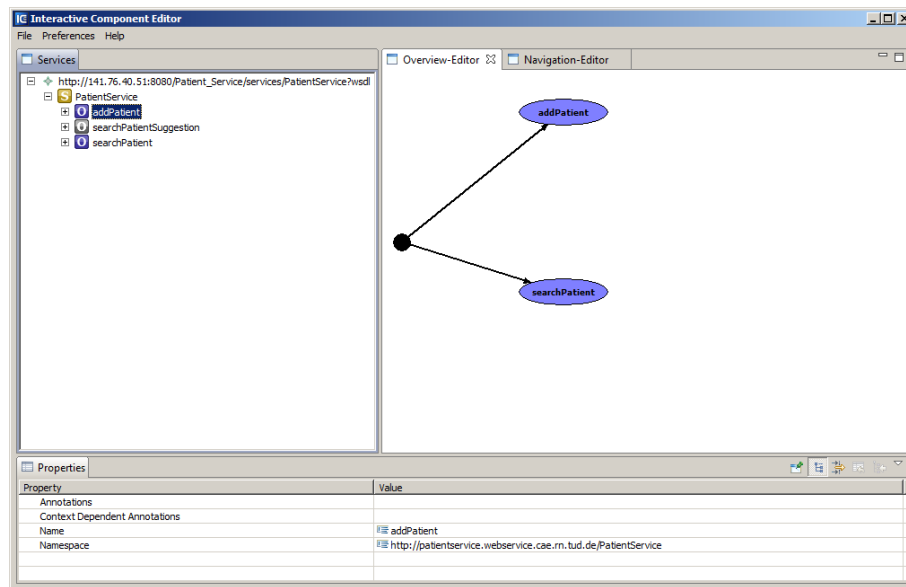 IC Interactive Component Editor
File Preferences Help
Services
http://141.76.40.51:8080/Patient_Service/services/PatientService?wsdl
S PatientService
O addPatient
O searchPatientSuggestion
O searchPatient
Overview-Editor Navigation-Editor
addPatient
searchPatient
Properties
Property Value
Annotations
Context Dependent Annotations
Name addPatient
Namespace http://patientservice.webservice.cae.rn.tud.de/PatientService